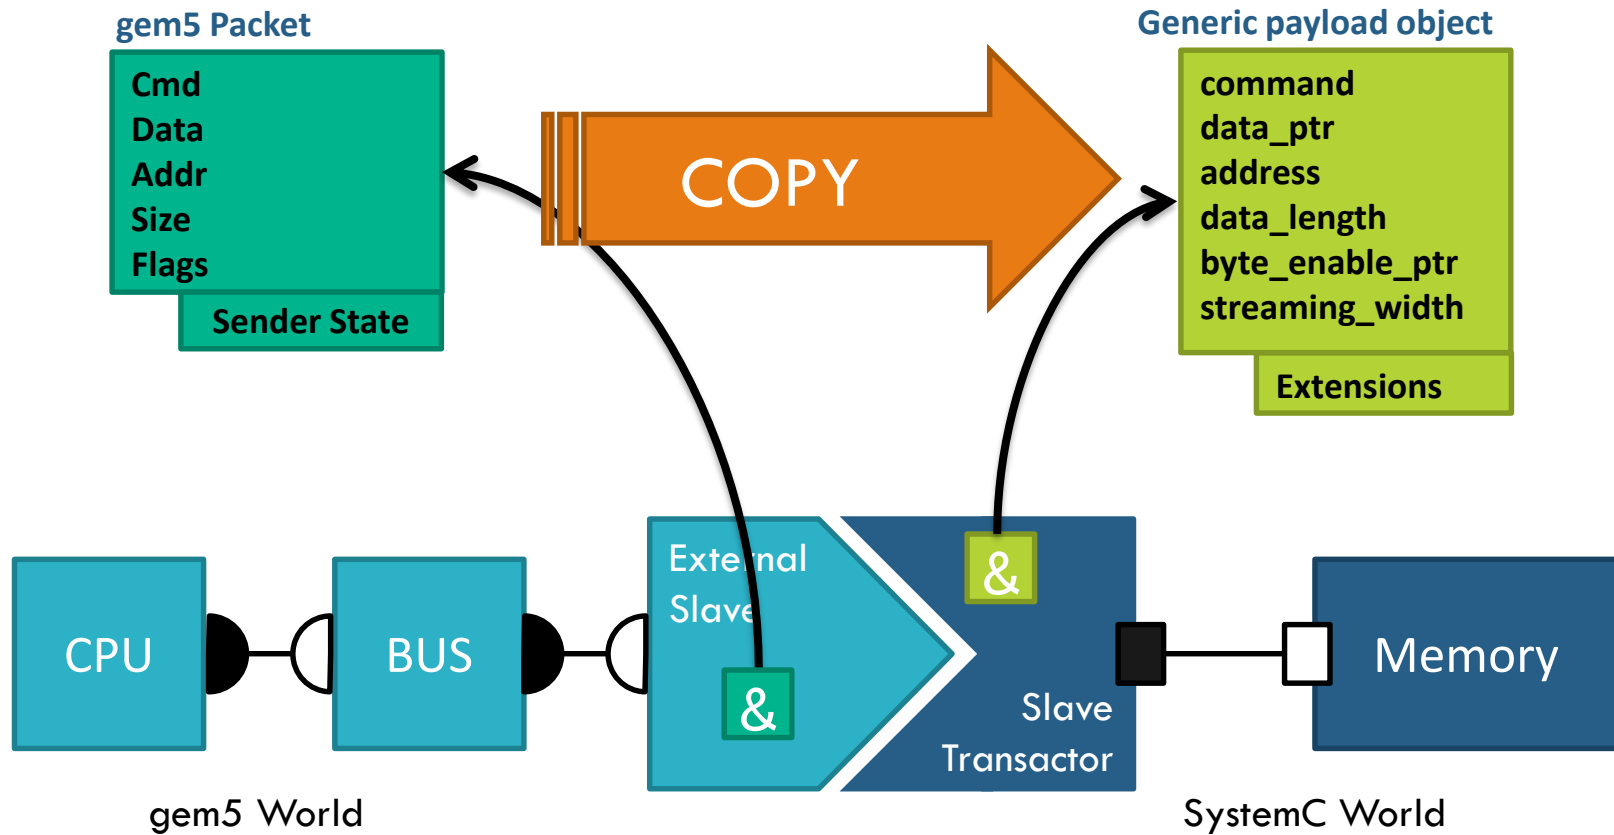 gem5 Packet
Cmd
Data
Addr
Size
Flags
Sender State
COPY
Generic payload object
command
data_ptr
address
data_length
byte_enable_ptr
streaming_width
Extensions
CPU
BUS
External
Slave
&
&
Slave
Transactor
Memory
gem5 World
SystemC World